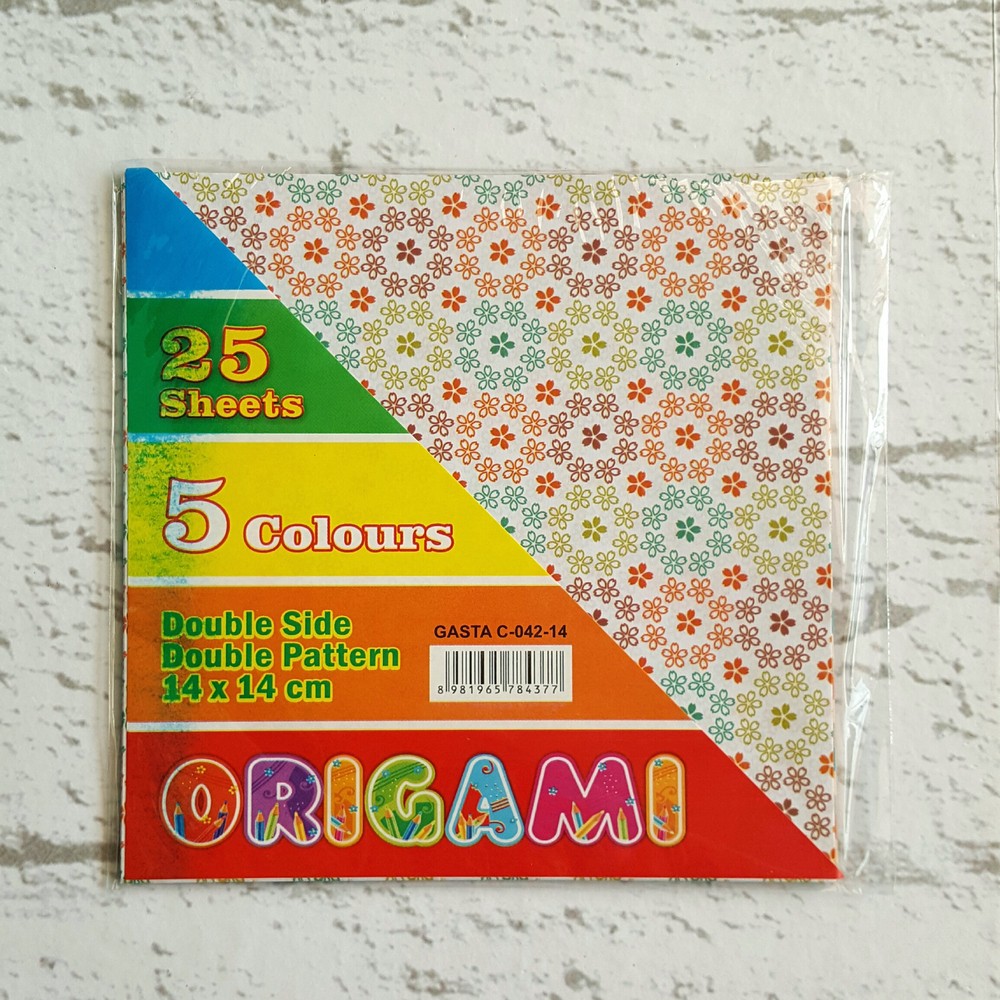 25
Sheets
5 Colours
Double Side
Double Pattern
14 x 14 cm
GASTA C-042-14
8 981965 784377
ORIGAMI